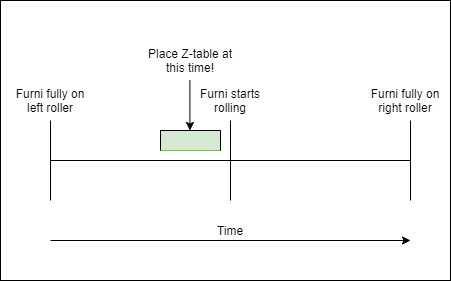 Place Z-table at
this time!
Furni fully on
left roller
Furni starts
rolling
Furni fully on
right roller
Time